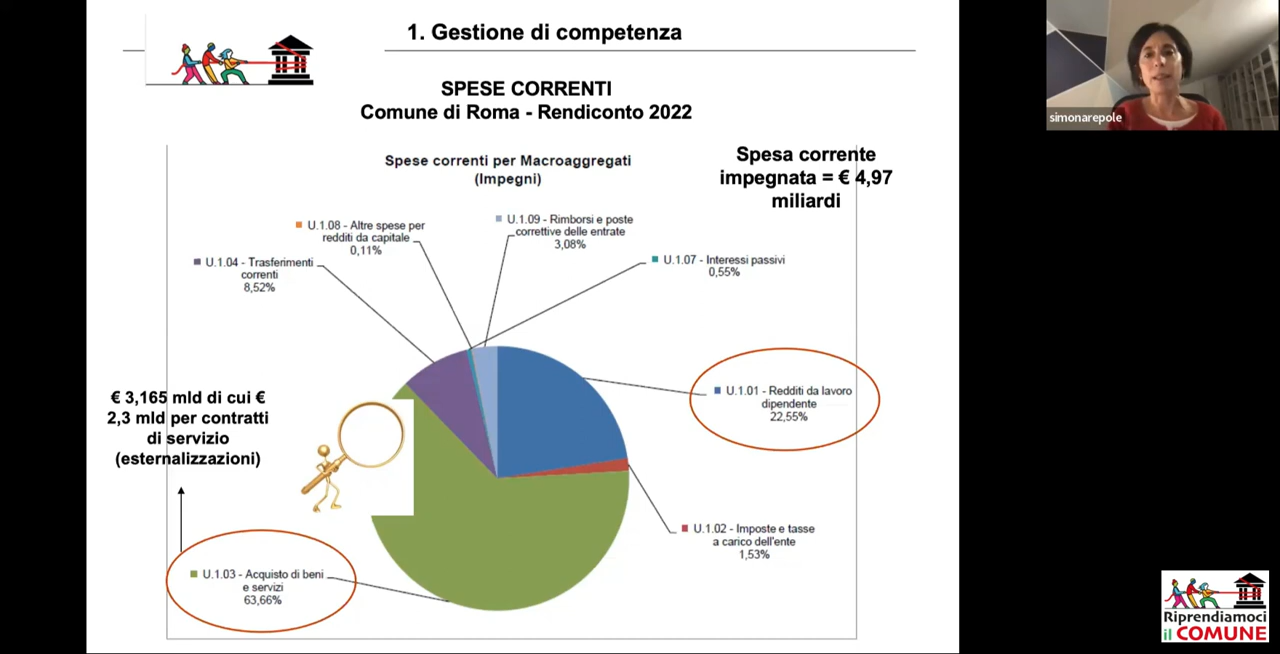 1. Gestione di competenza
simonarepole
SPESE CORRENTI
Comune di Roma - Rendiconto 2022
Spese correnti per Macroaggregati
(Impegni)
Spesa corrente
impegnata = € 4,97
miliardi
U.1.08 - Altre spese per
redditi da capitale
0,11%
U.1.09 - Rimborsi e poste
correttive delle entrate
3,08%
U.1.04 - Trasferimenti
correnti
8,52%
U.1.07 - Interessi passivi
0,55%
€ 3,165 mld di cui €
2,3 mld per contratti
di servizio
(esternalizzazioni)
U.1.01 - Redditi da lavoro
dipendente
22,55%
U.1.02 - Imposte e tasse
a carico dell'ente
1,53%
U.1.03 - Acquisto di beni
e servizi
63,66%
Riprendiamoci
il COMUNE